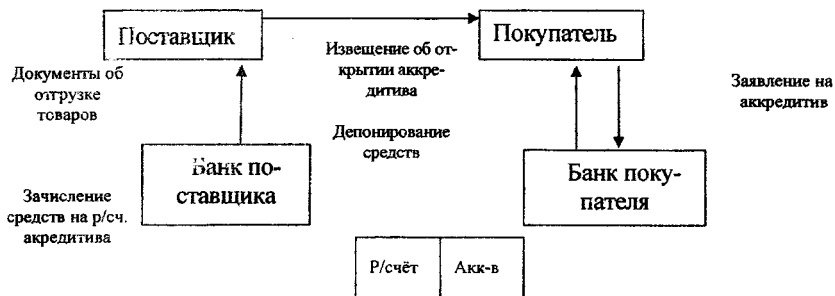 Поставщик
Покупатель
Извещение об от-
крытии аккре-
дитива
Документы об
отгрузке
товаров
Заявление на
аккредитив
Депонирование
средств
Банк по-
ставщика
Банк поку-
пателя
Зачисление
средств на р/сч.
акредитива
Р/счёт
Акк-в